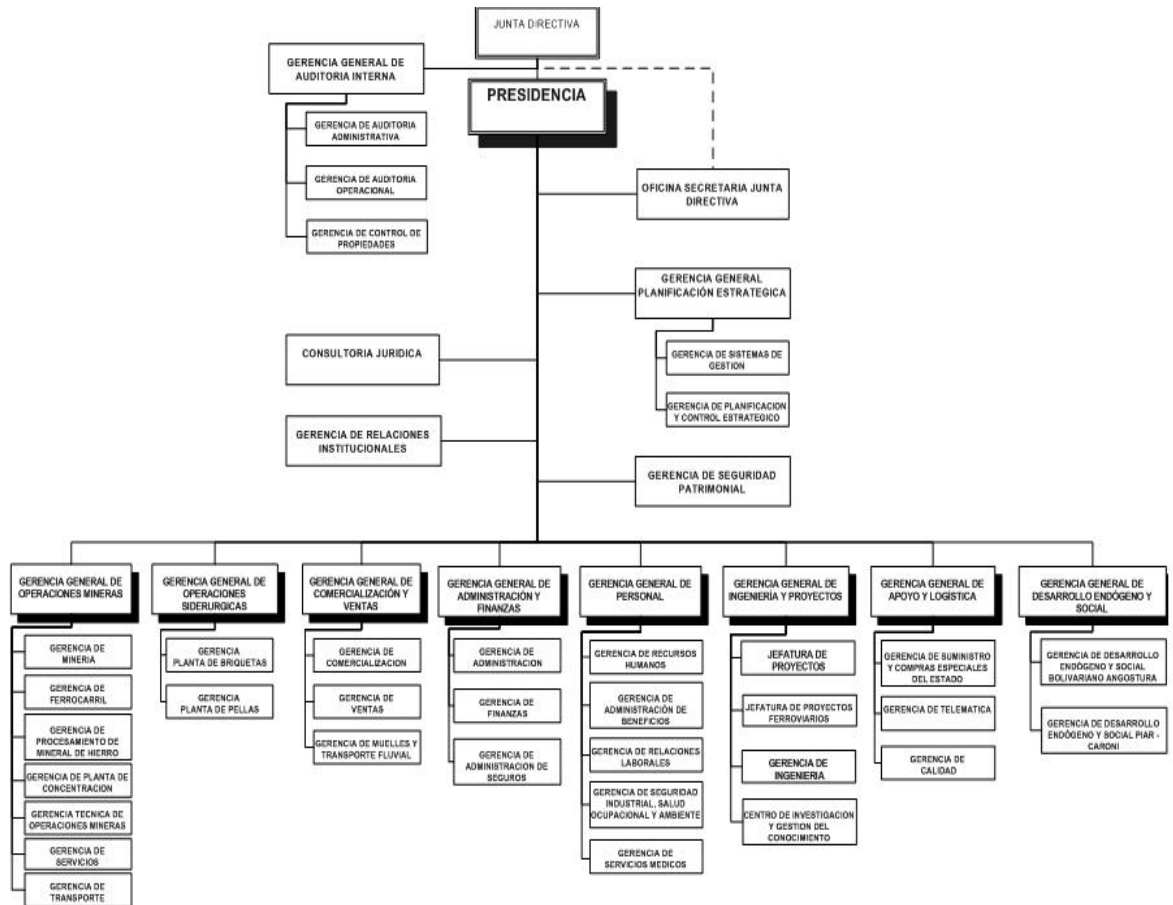 JUNTA DIRECTIVA
GERENCIA GENERAL DE
AUDITORIA INTERNA
PRESIDENCIA
GERENCIA DE AUDITORIA
ADMINISTRATIVA
GERENCIA DE AUDITORIA
OPERACIONAL
GERENCIA DE CONTROL DE
PROPIEDADES
OFICINA SECRETARIA JUNTA
DIRECTIVA
GERENCIA GENERAL
PLANIFICACIÓN ESTRATEGICA
GERENCIA DE SISTEMAS DE
GESTION
GERENCIA DE PLANIFICACION
Y CONTROL ESTRATEGICO
CONSULTORIA JURIDICA
GERENCIA DE RELACIONES
INSTITUCIONALES
GERENCIA DE SEGURIDAD
PATRIMONIAL
GERENCIA GENERAL DE
OPERACIONES MINERAS
GERENCIA DE
MINERIA
GERENCIA DE
FERROCARRIL
GERENCIA DE
PROCESAMIENTO DE
MINERAL DE HIERRO
GERENCIA DE PLANTA DE
CONCENTRACION
GERENCIA TECNICA DE
OPERACIONES MINERAS
GERENCIA DE
SERVICIOS
GERENCIA DE
TRANSPORTE
GERENCIA GENERAL DE
OPERACIONES
SIDERURGICAS
GERENCIA
PLANTA DE BRIQUETAS
GERENCIA
PLANTA DE PELLAS
GERENCIA GENERAL DE
COMERCIALIZACIÓN Y
VENTAS
GERENCIA DE
COMERCIALIZACION
GERENCIA DE
VENTAS
GERENCIA DE MUELLES Y
TRANSPORTE FLUVIAL
GERENCIA GENERAL DE
ADMINISTRACIÓN Y
FINANZAS
GERENCIA DE
ADMINISTRACION
GERENCIA DE
FINANZAS
GERENCIA DE
ADMINISTRACION DE
SEGUROS
GERENCIA GENERAL DE
PERSONAL
GERENCIA DE RECURSOS
HUMANOS
GERENCIA DE
ADMINISTRACIÓN DE
BENEFICIOS
GERENCIA DE RELACIONES
LABORALES
GERENCIA DE SEGURIDAD
INDUSTRIAL, SALUD
OCUPACIONAL Y AMBIENTE
GERENCIA DE
SERVICIOS MEDICOS
GERENCIA GENERAL DE
INGENIERÍA Y PROYECTOS
JEFATURA DE
PROYECTOS
JEFATURA DE PROYECTOS
FERROVIARIOS
GERENCIA DE
INGENIERIA
CENTRO DE INVESTIGACION
Y GESTION DEL
CONOCIMIENTO
GERENCIA GENERAL DE
APOYO Y LOGÍSTICA
GERENCIA DE SUMINISTRO
Y COMPRAS ESPECIALES
DEL ESTADO
GERENCIA DE TELEMATICA
GERENCIA DE
CALIDAD
GERENCIA GENERAL DE
DESARROLLO ENDÓGENO Y
SOCIAL
GERENCIA DE DESARROLLO
ENDÓGENO Y SOCIAL
BOLIVARIANO ANGOSTURA
GERENCIA DE DESARROLLO
ENDÓGENO Y SOCIAL PIAR -
CARONI